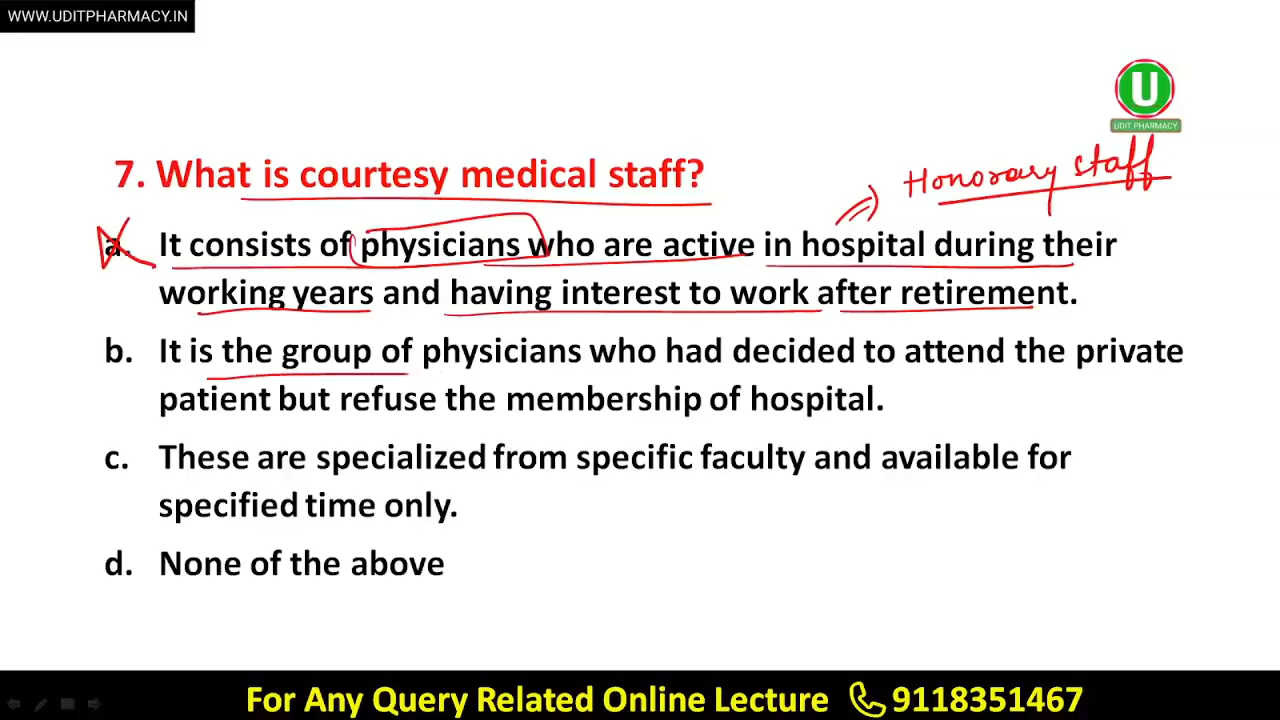 WWW.UDITPHARMACY.IN
U
UDIT PHARMACY
7. What is courtesy medical staff?
Honorary staff
a. It consists of physicians who are active in hospital during their
working years and having interest to work after retirement.
b. It is the group of physicians who had decided to attend the private
patient but refuse the membership of hospital.
c. These are specialized from specific faculty and available for
specified time only.
d. None of the above
For Any Query Related Online Lecture 9118351467